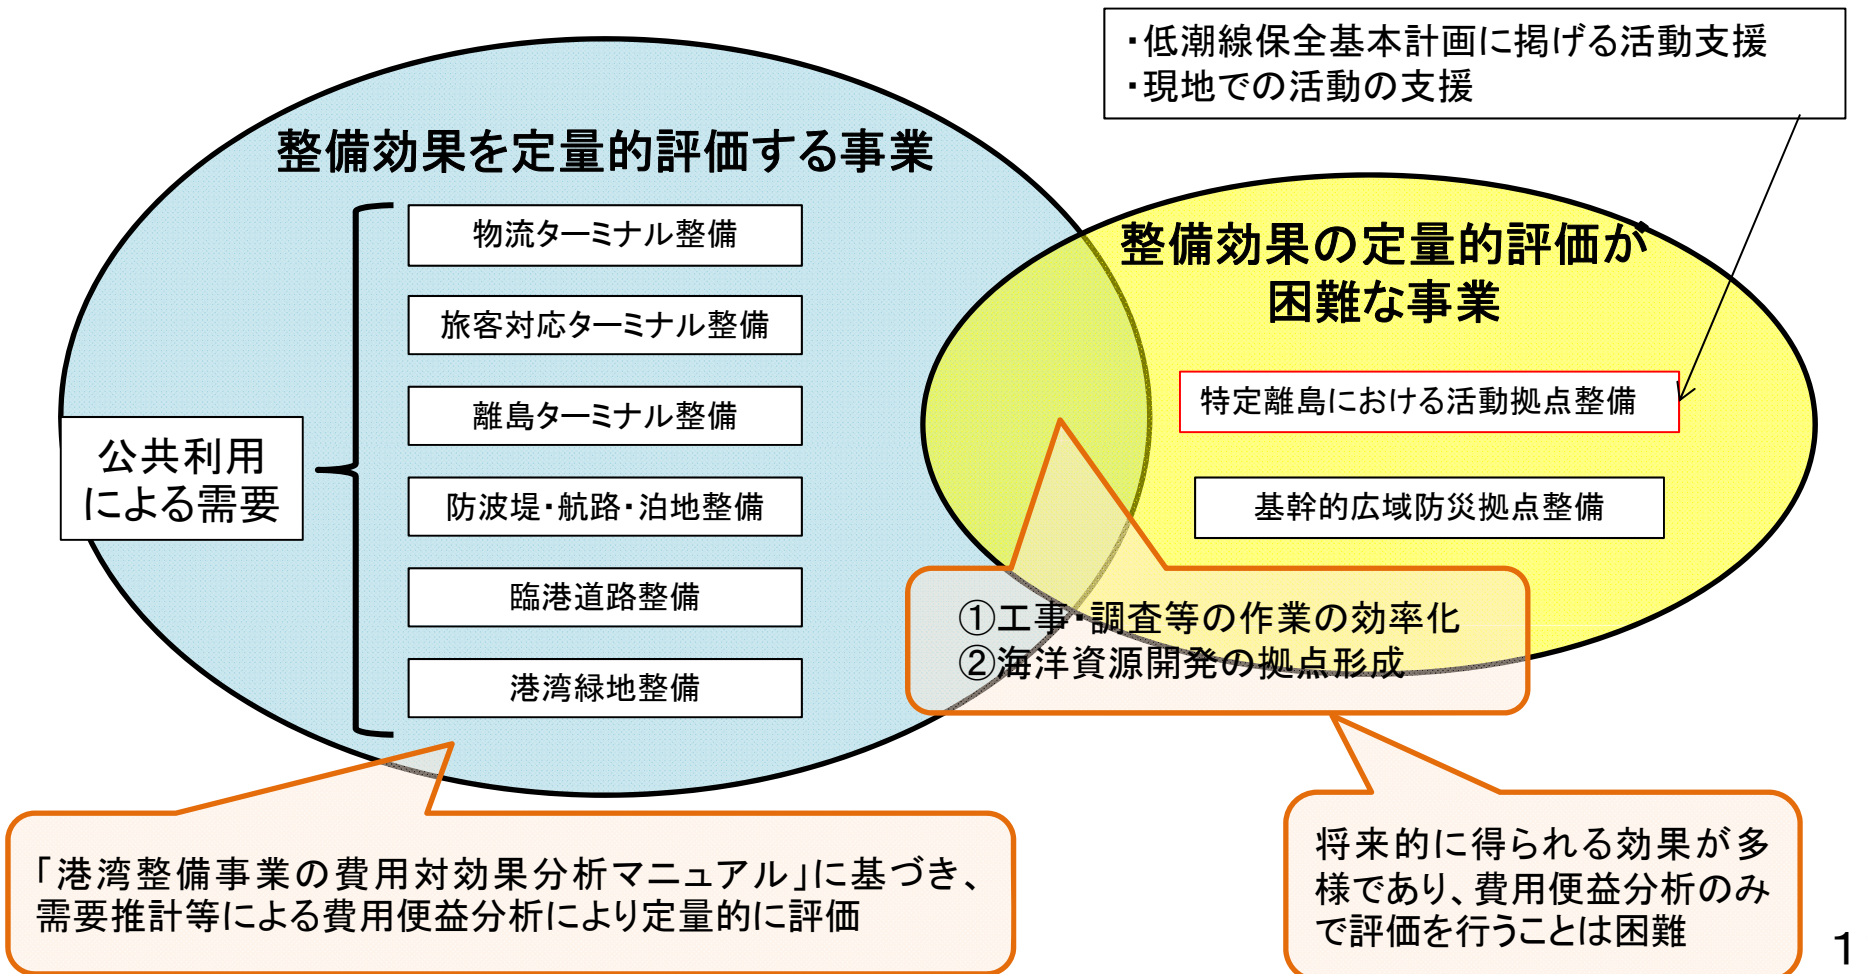 ・低潮線保全基本計画に掲げる活動支援
・現地での活動の支援
整備効果を定量的評価する事業
物流ターミナル整備
旅客対応ターミナル整備
離島ターミナル整備
防波堤・航路・泊地整備
臨港道路整備
港湾緑地整備
公共利用
による需要
整備効果の定量的評価が
困難な事業
特定離島における活動拠点整備
基幹的広域防災拠点整備
①工事・調査等の作業の効率化
②海洋資源開発の拠点形成
「港湾整備事業の費用対効果分析マニュアル」に基づき、
需要推計等による費用便益分析により定量的に評価
将来的に得られる効果が多
様であり、費用便益分析のみ
で評価を行うことは困難
1